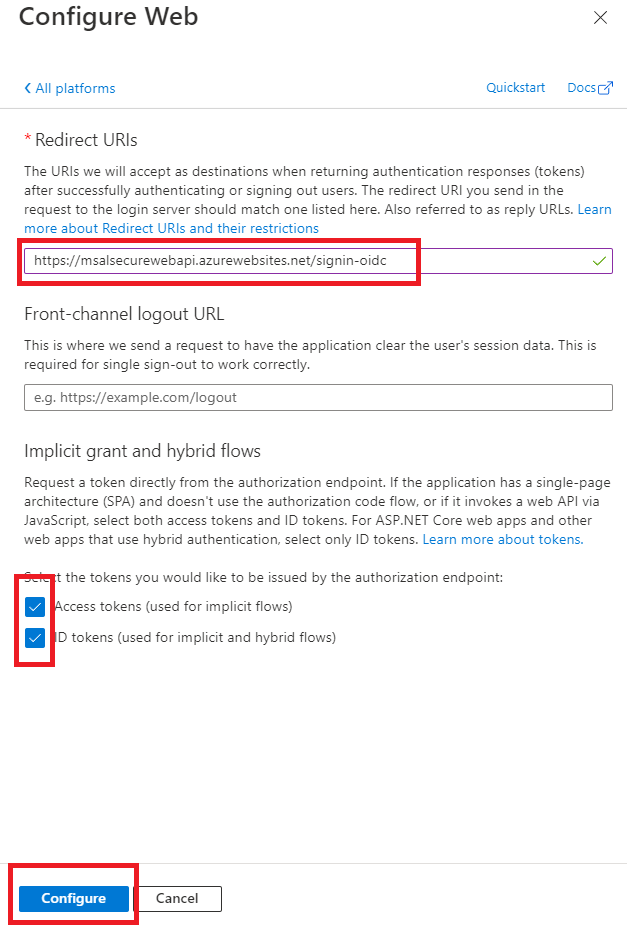 Configure Web
All platforms
Quickstart
Docs
* Redirect URIs
The URIs we will accept as destinations when returning authentication responses (tokens)
after successfully authenticating or signing out users. The redirect URI you send in the
request to the login server should match one listed here. Also referred to as reply URLs. Learn
more about Redirect URIs and their restrictions
https://msalsecurewebapi.azurewebsites.net/signin-oidc
Front-channel logout URL
This is where we send a request to have the application clear the user's session data. This is
required for single sign-out to work correctly.
e.g. https://example.com/logout
Implicit grant and hybrid flows
Request a token directly from the authorization endpoint. If the application has a single-page
architecture (SPA) and doesn't use the authorization code flow, or if it invokes a web API via
JavaScript, select both access tokens and ID tokens. For ASP.NET Core web apps and other
web apps that use hybrid authentication, select only ID tokens. Learn more about tokens.
Select the tokens you would like to be issued by the authorization endpoint:
Access tokens (used for implicit flows)
ID tokens (used for implicit and hybrid flows)
Configure
Cancel